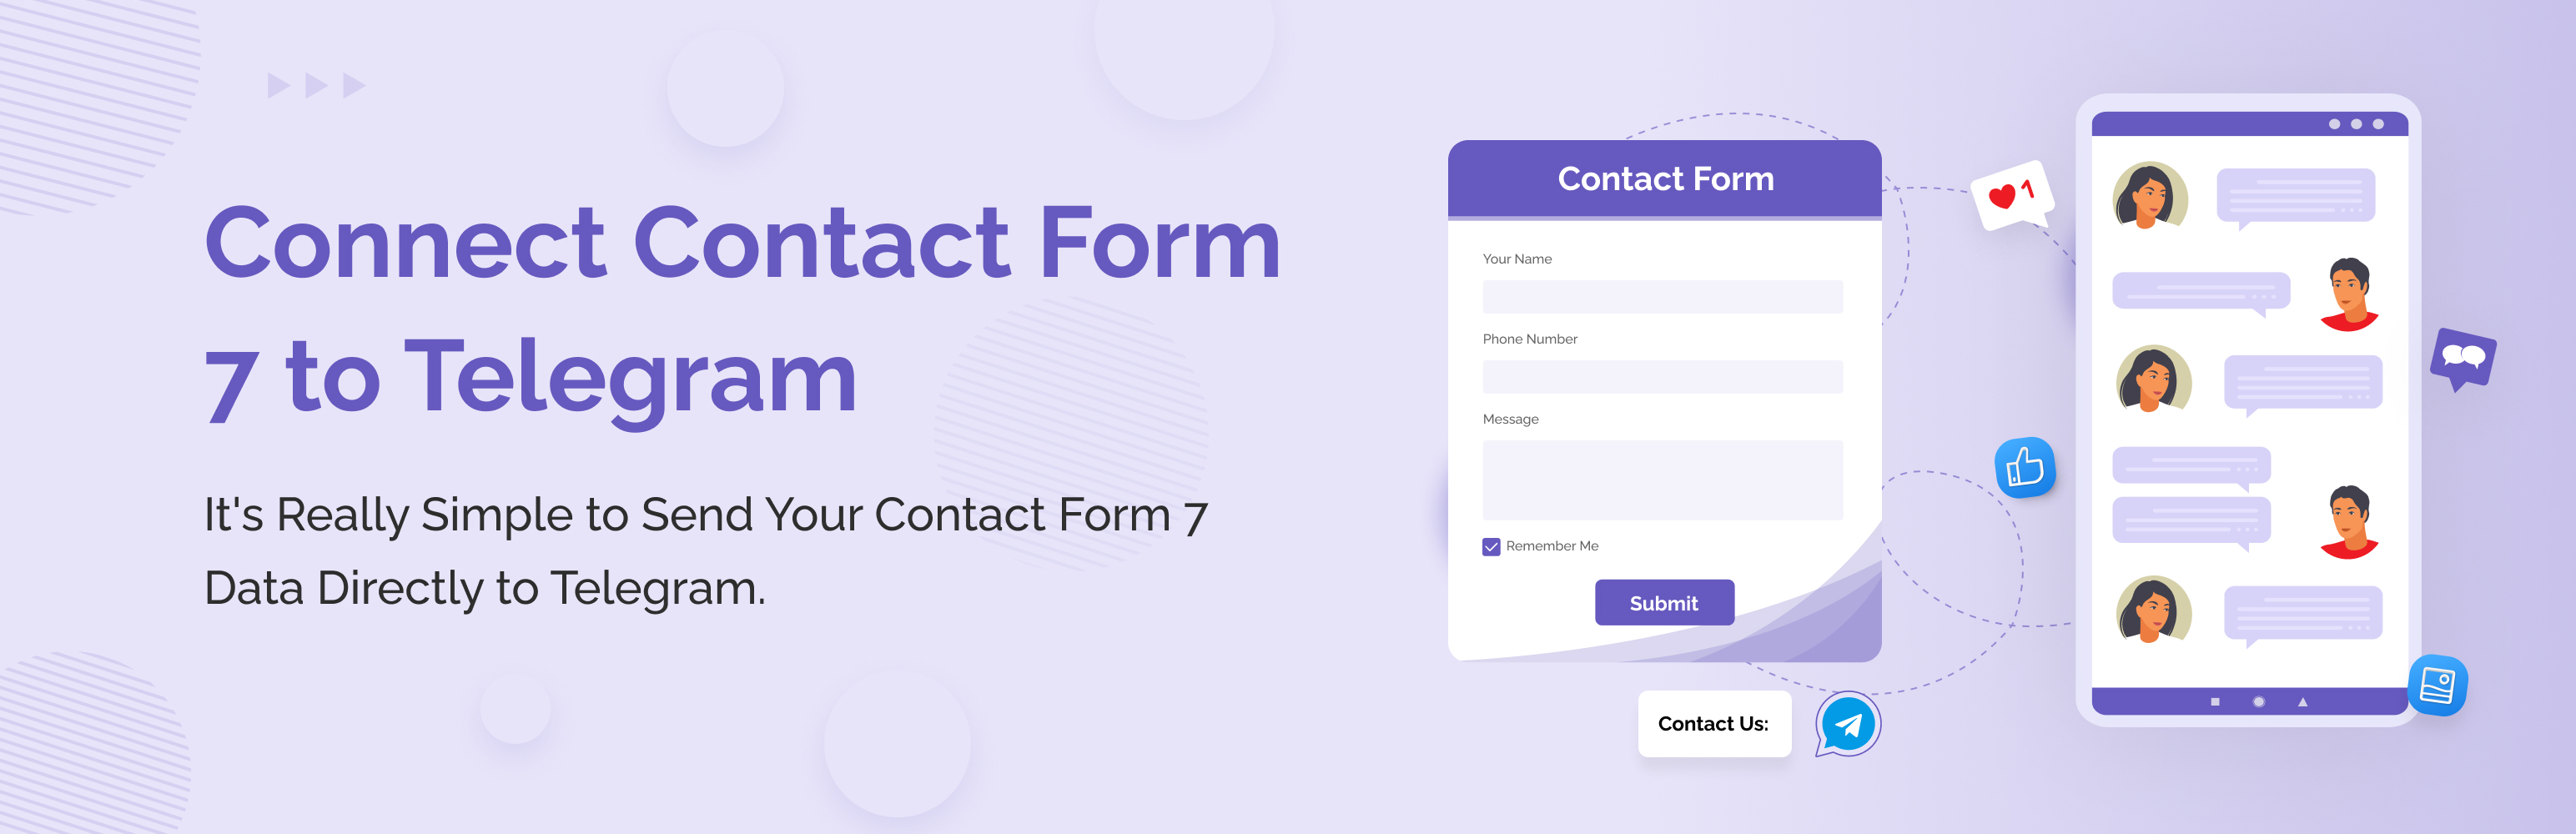 Connect Contact Form
7 to Telegram
It's Really Simple to Send Your Contact Form 7
Data Directly to Telegram.
Contact Form
Your Name
Phone Number
Message
Remember Me
Submit
Contact Us:
1